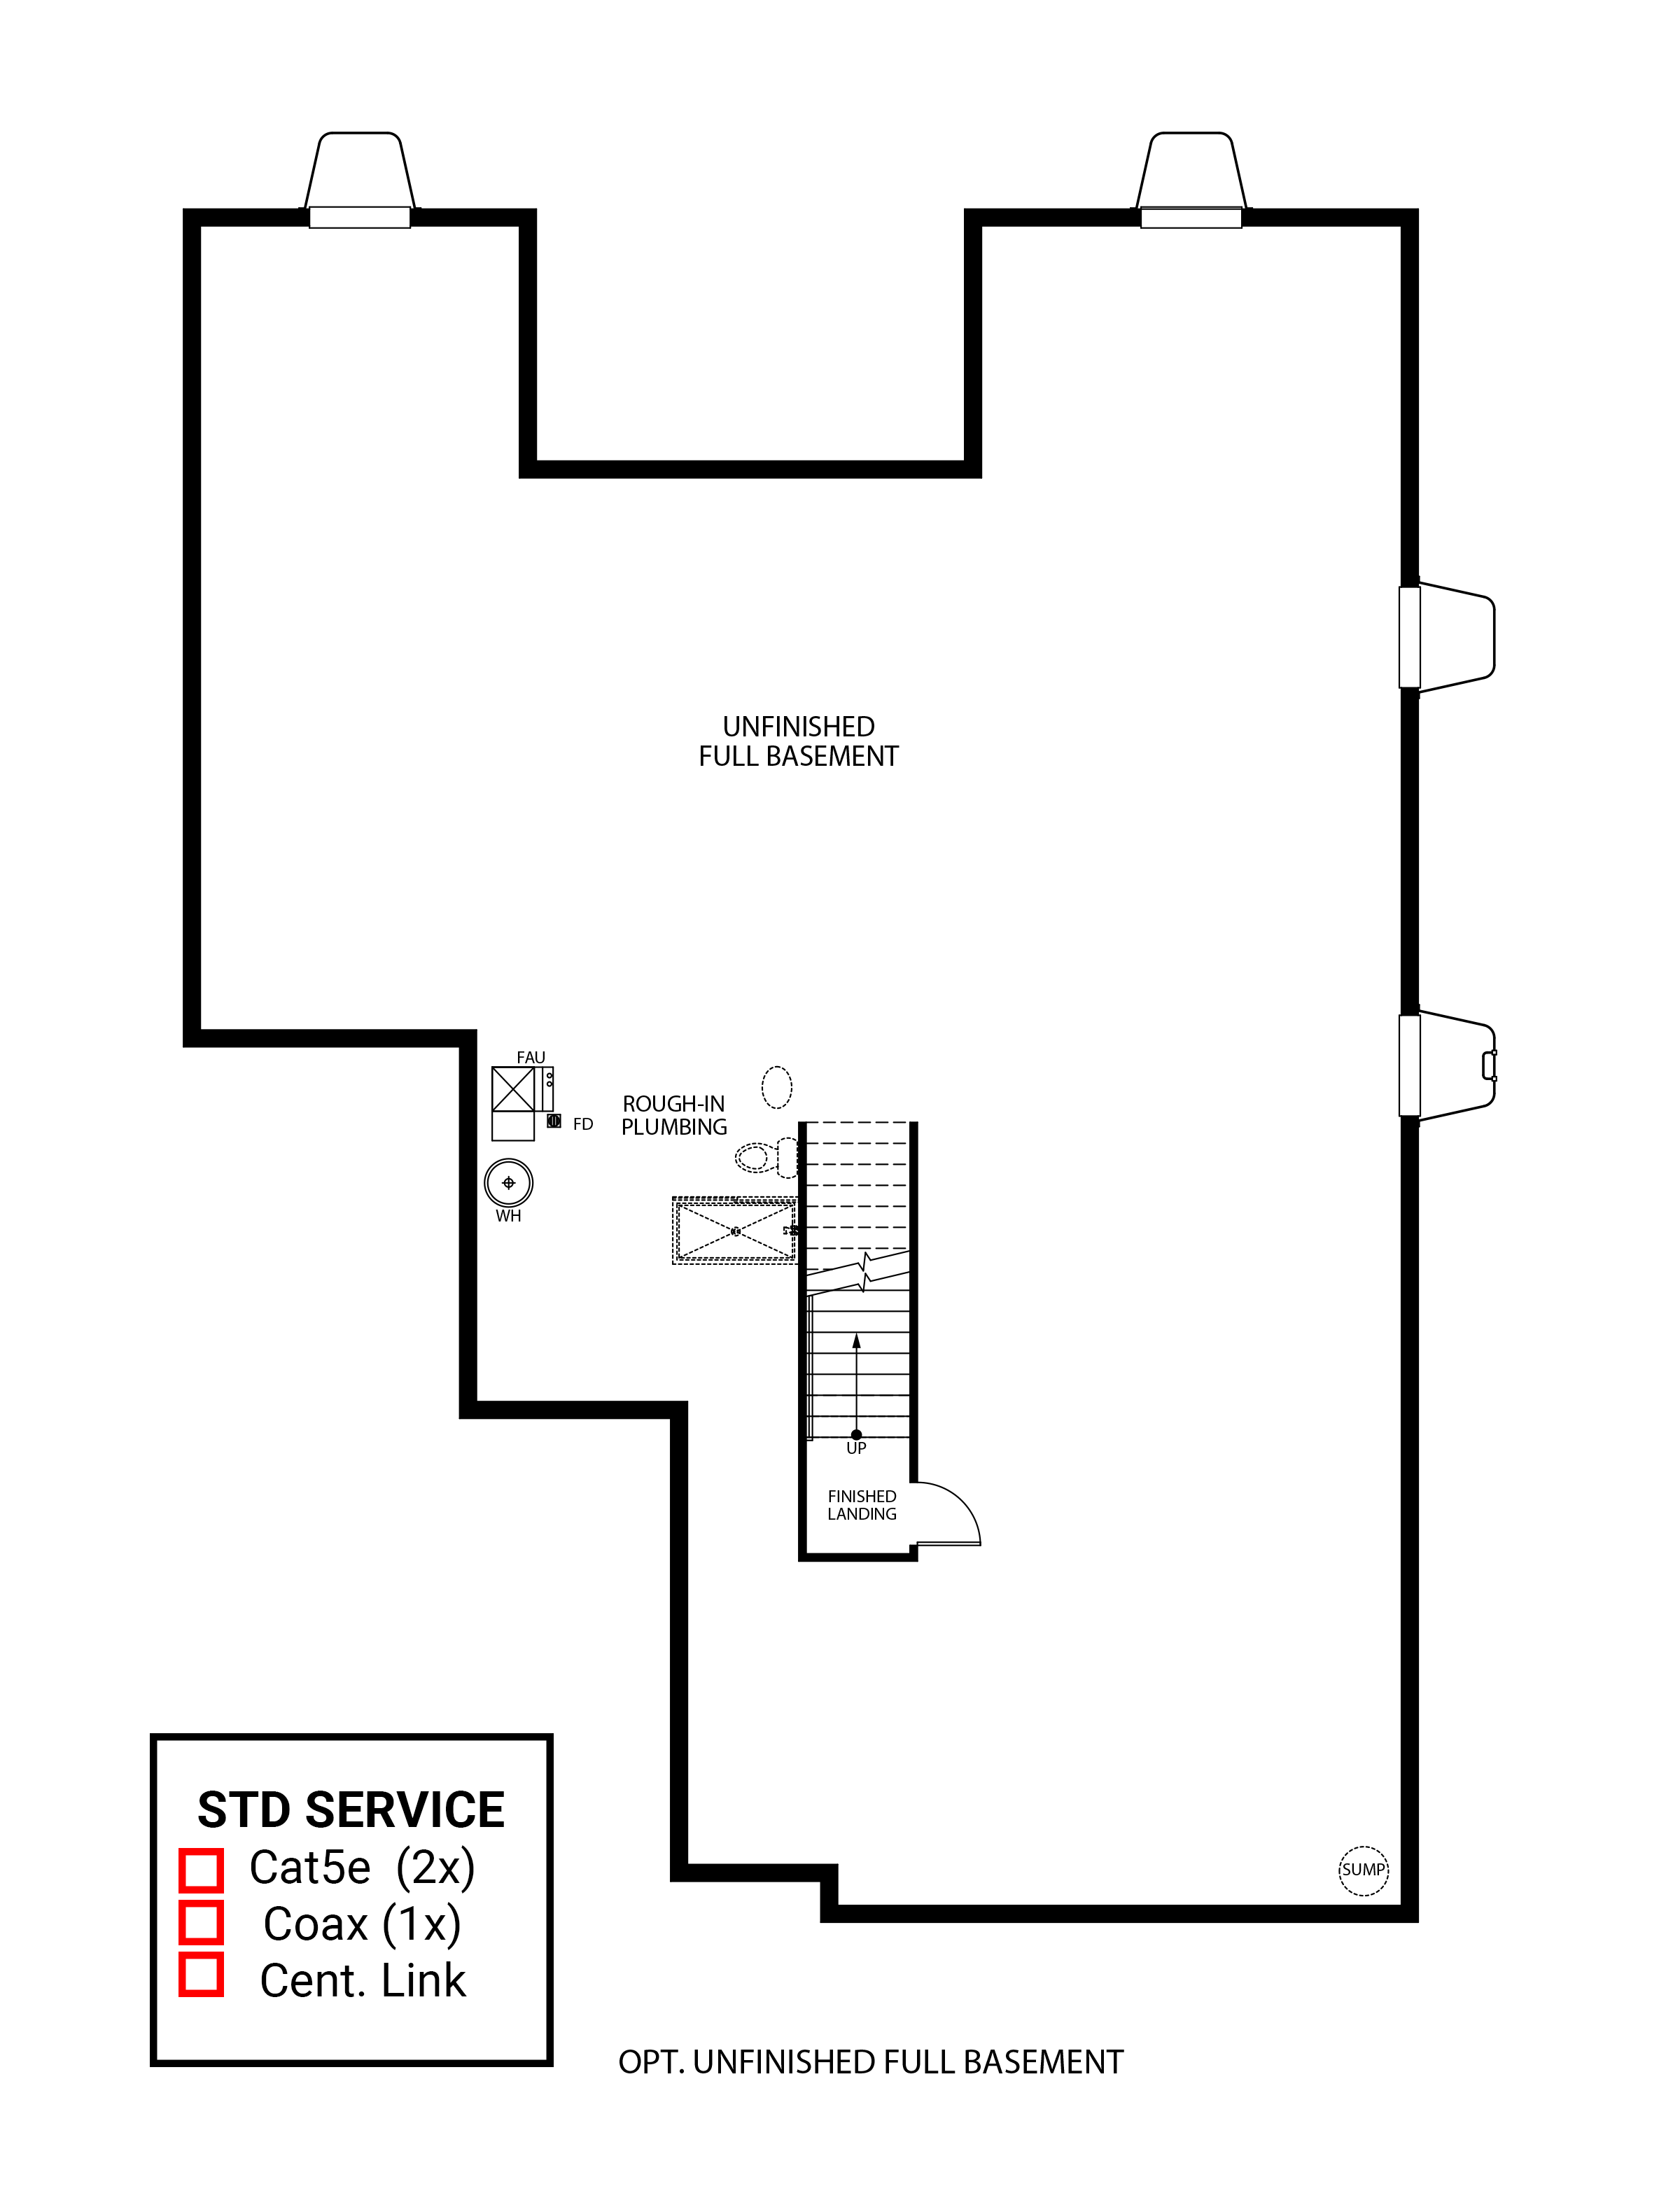 UNFINISHED
FULL BASEMENT
FAU
ROUGH-IN
PLUMBING
FD
WH
UP
FINISHED
LANDING
STD SERVICE
Cat5e (2x)
Coax (1x)
Cent. Link
SUMP
OPT. UNFINISHED FULL BASEMENT